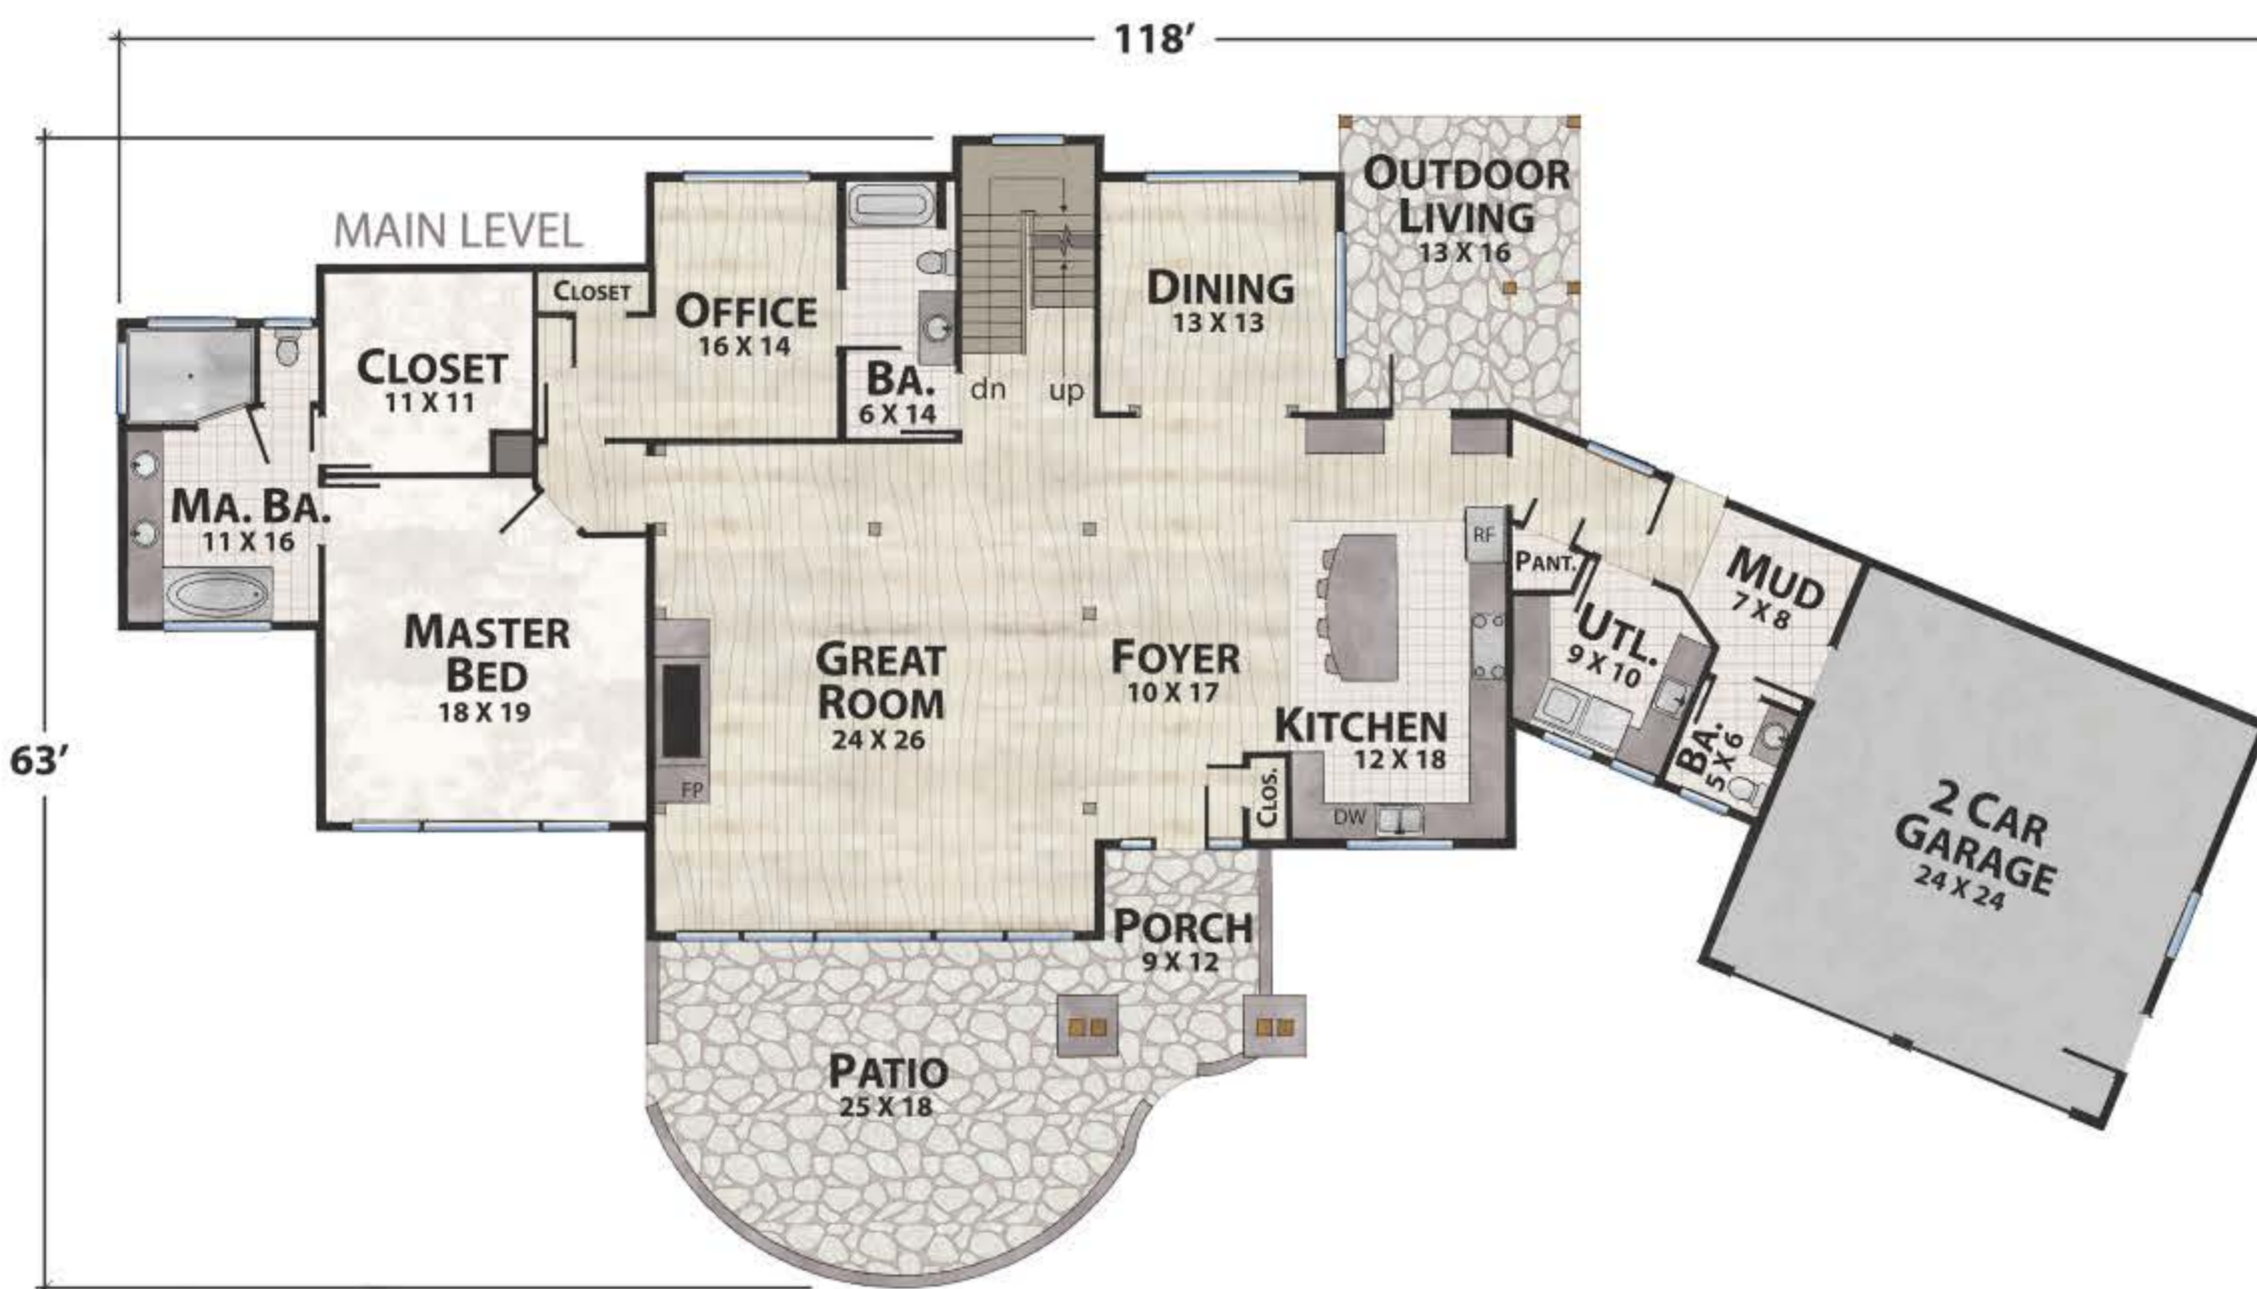 118′
63′
MAIN LEVEL
OUTDOOR
LIVING
13 X 16
CLOSET
OFFICE
16 X 14
DINING
13 X 13
CLOSET
11 X 11
BA.
6 X 14
dn
up
MA. BA.
11 X 16
MASTER
BED
18 X 19
GREAT
ROOM
24 X 26
FP
FOYER
10 X 17
KITCHEN
12 X 18
RF
PANT.
UTL.
9 X 10
MUD
7 X 8
BA.
5 X 6
CLOS.
DW
2 CAR
GARAGE
24 X 24
PORCH
9 X 12
PATIO
25 X 18